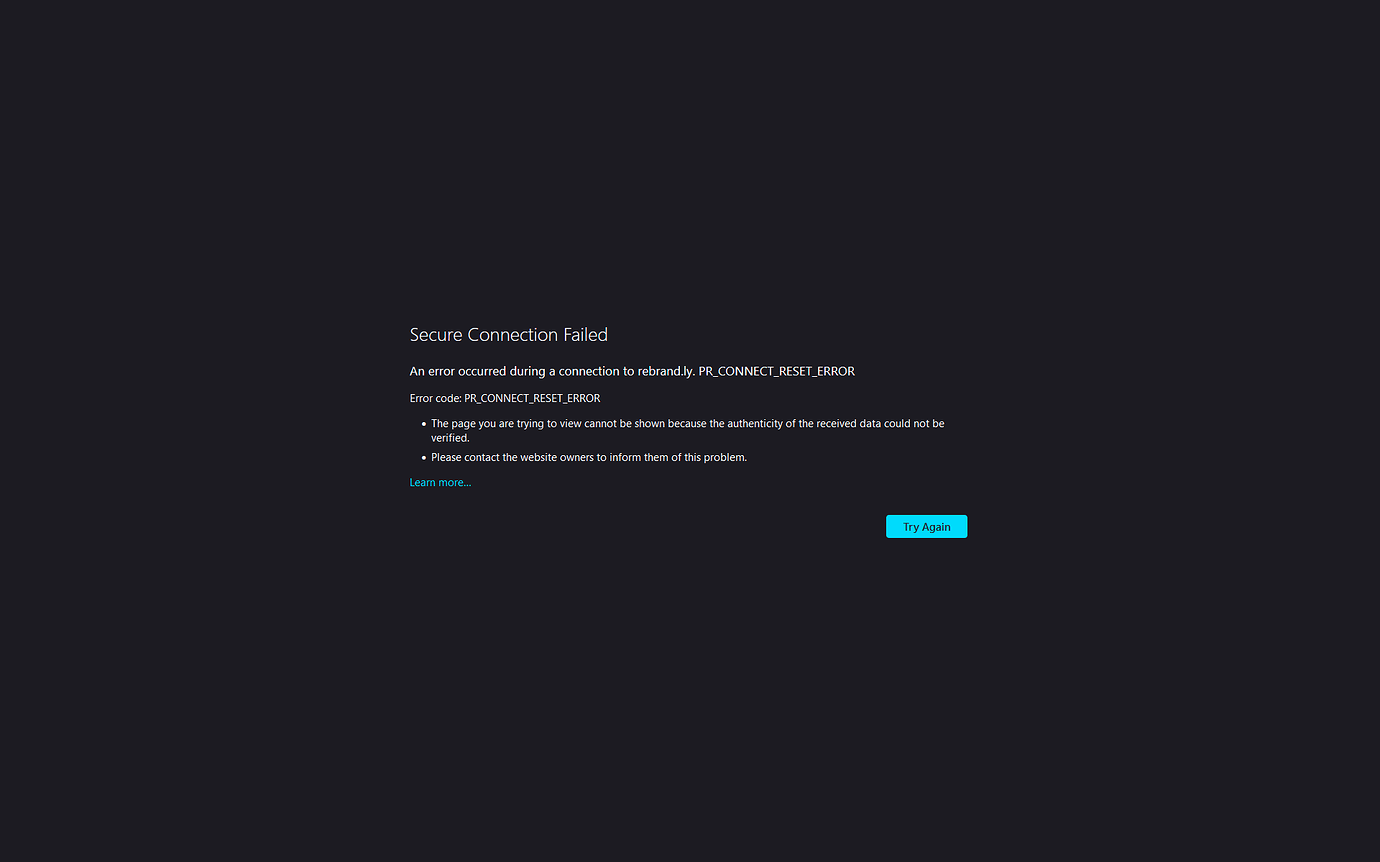 Secure Connection Failed
An error occurred during a connection to rebrand.ly. PR_CONNECT_RESET_ERROR
Error code: PR_CONNECT_RESET_ERROR
• The page you are trying to view cannot be shown because the authenticity of the received data could not be
verified.
• Please contact the website owners to inform them of this problem.
Learn more...
Try Again